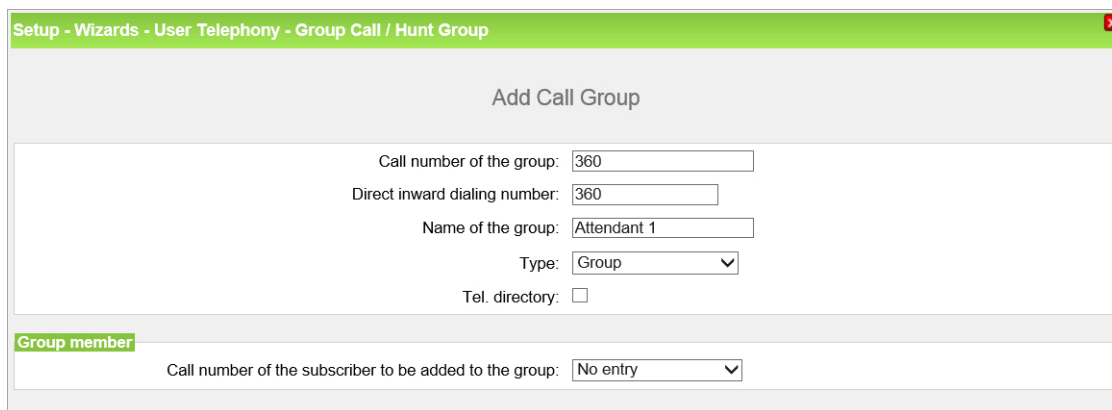 Setup - Wizards - User Telephony - Group Call / Hunt Group
Add Call Group
Call number of the group: 360
Direct inward dialing number: 360
Name of the group: Attendant 1
Type: Group
Tel. directory:
Group member
Call number of the subscriber to be added to the group: No entry